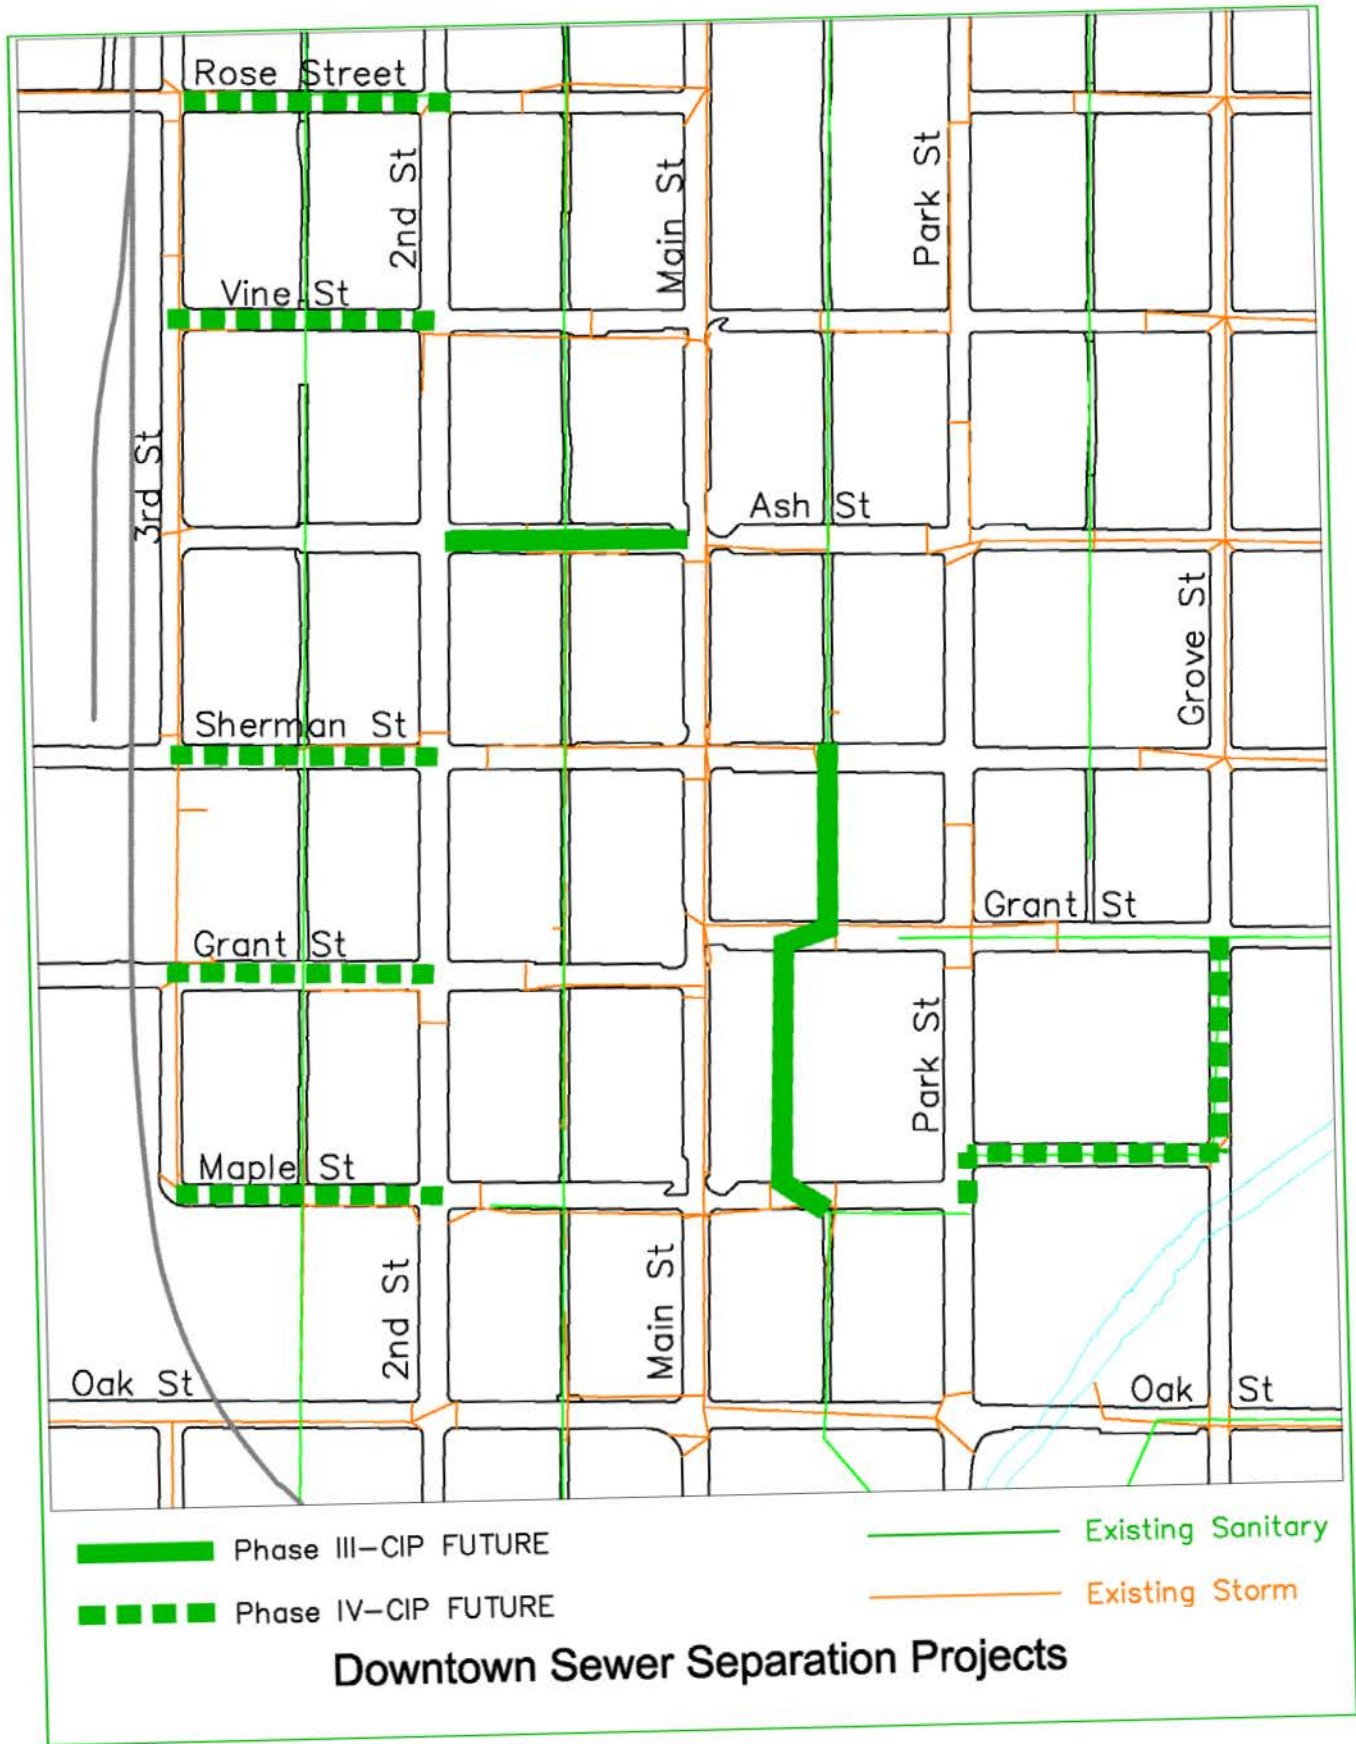 Rose Street
2nd St
Main St
Park St
Vine St
3rd St
Ash St
Grove St
Sherman St
Grant St
Grant St
Park St
Maple St
2nd St
Main St
Oak St
Oak St
Phase III-CIP FUTURE
Existing Sanitary
Phase IV-CIP FUTURE
Existing Storm
Downtown Sewer Separation Projects